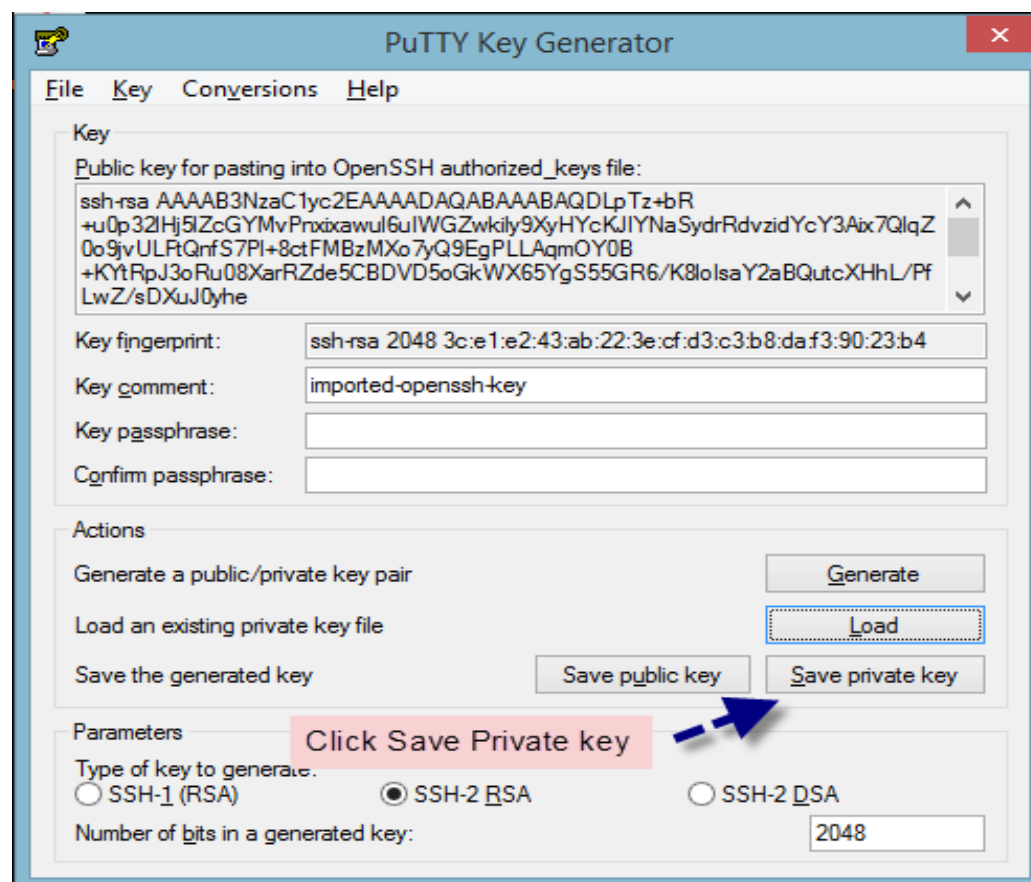 PuTTY Key Generator
File Key Conversions Help
Key
Public key for pasting into OpenSSH authorized_keys file:
ssh-rsa AAAAB3NzaC1yc2EAAAADAQABAAABAQDLpTz+bR
+u0p32lHj5lZcGYMvPnxixawul6uIWGZwkily9XyHYcKJIYNaSydrRdvzidYcY3Aix7QlqZ
0o9jvULFtQnfS7Pl+8ctFMBzMXo7yQ9EgPLLAqmOY0B
+KYtRpJ3oRu08XarRZde5CBDVD5oGkWX65YgS55GR6/K8loIsaY2aBQutcXHhL/Pf
LwZ/sDXuJ0yhe
Key fingerprint: ssh-rsa 2048 3c:e1:e2:43:ab:22:3e:cf:d3:c3:b8:da:f3:90:23:b4
Key comment: imported-openssh-key
Key passphrase:
Confirm passphrase:
Actions
Generate a public/private key pair Generate
Load an existing private key file Load
Save the generated key Save public key Save private key
Parameters
Click Save Private key
Type of key to generate:
SSH-1 (RSA) SSH-2 RSA SSH-2 DSA
Number of bits in a generated key: 2048